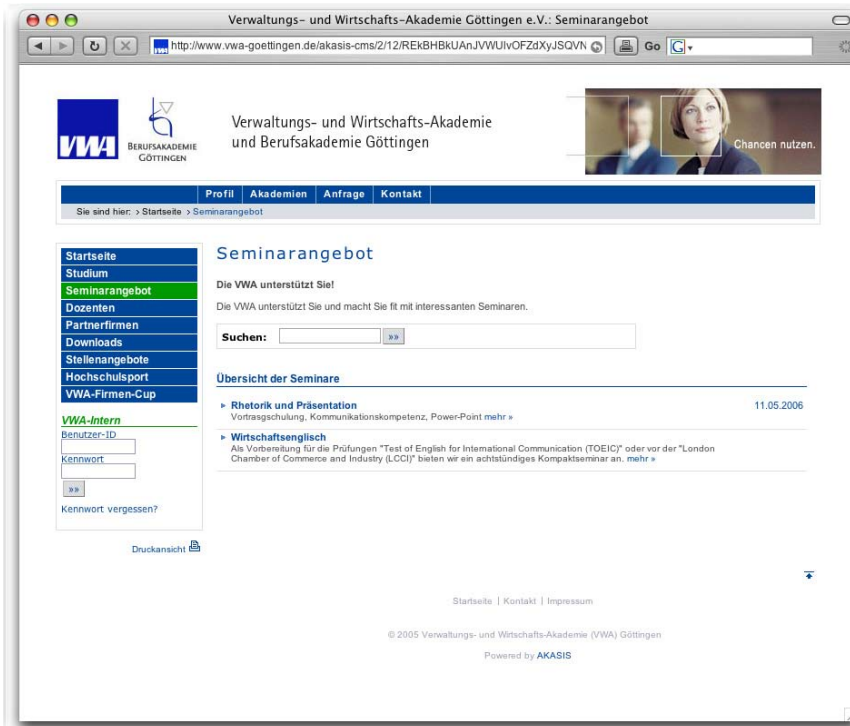 Verwaltungs- und Wirtschafts-Akademie Göttingen e.V.: Seminarangebot
http://www.vwa-goettingen.de/akasis-cms/2/12/REkBHBkUAnJVWUlvOFZdXyJSQVN
Go
G
VWA
BERUFSAKADEMIE
GÖTTINGEN
Verwaltungs- und Wirtschafts-Akademie
und Berufsakademie Göttingen
Chancen nutzen.
Profil
Akademien
Anfrage
Kontakt
Sie sind hier: › Startseite › Seminarangebot
Startseite
Studium
Seminarangebot
Dozenten
Partnerfirmen
Downloads
Stellenangebote
Hochschulsport
VWA-Firmen-Cup
VWA-Intern
Benutzer-ID
Kennwort
»»
Kennwort vergessen?
Druckansicht
Seminarangebot
Die VWA unterstützt Sie!
Die VWA unterstützt Sie und macht Sie fit mit interessanten Seminaren.
Suchen: »»
Übersicht der Seminare
Rhetorik und Präsentation 11.05.2006
Vortragsschulung, Kommunikationskompetenz, Power-Point mehr »
Wirtschaftsenglisch
Als Vorbereitung für die Prüfungen "Test of English for International Communication (TOEIC)" oder vor der "London
Chamber of Commerce and Industry (LCCI)" bieten wir ein achtstündiges Kompaktseminar an. mehr »
Startseite | Kontakt | Impressum
© 2005 Verwaltungs- und Wirtschafts-Akademie (VWA) Göttingen
Powered by AKASIS